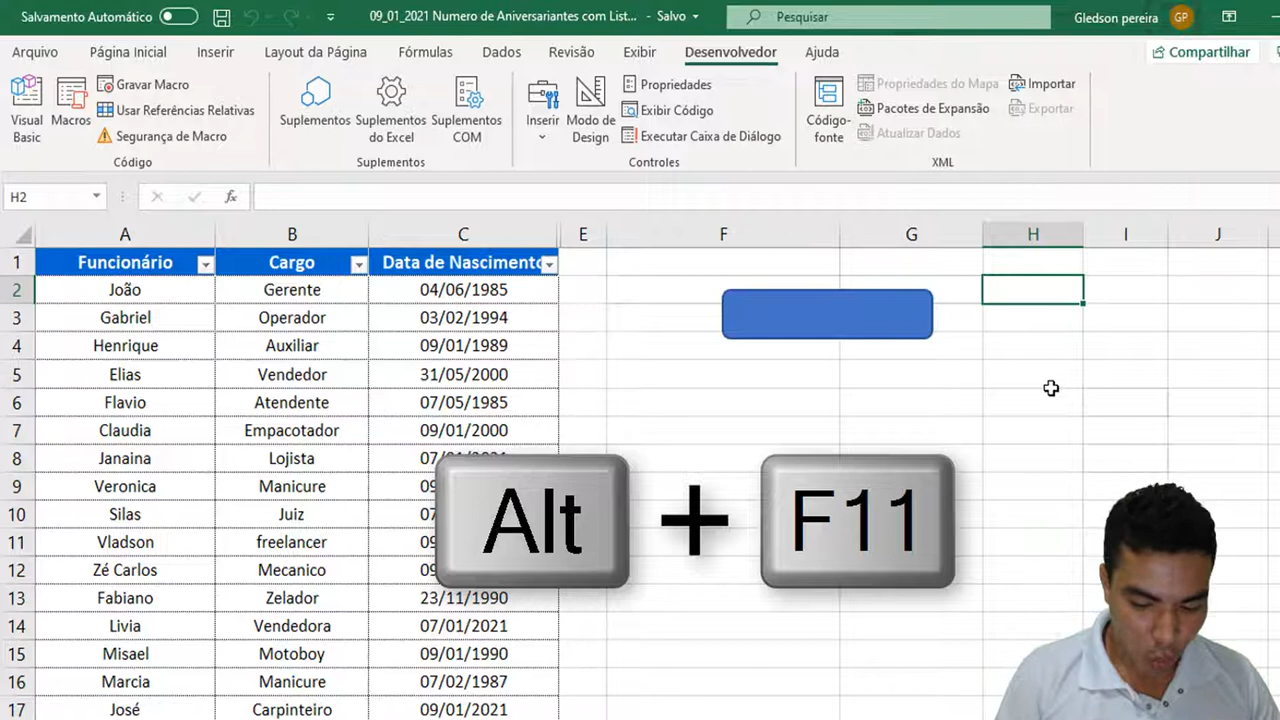 Salvamento Automático
09_01_2021 Numero de Aniversariantes com List... - Salvo
Pesquisar
Gledson pereira GP
Arquivo Página Inicial Inserir Layout da Página Fórmulas Dados Revisão Exibir Desenvolvedor Ajuda
Compartilhar
Visual Basic
Macros
Gravar Macro
Usar Referências Relativas
Segurança de Macro
Código
Suplementos
Suplementos do Excel
Suplementos COM
Suplementos
Inserir
Modo de Design
Propriedades
Exibir Código
Executar Caixa de Diálogo
Controles
Código-fonte
Propriedades do Mapa
Pacotes de Expansão
Atualizar Dados
Importar
Exportar
XML
H2
fx
A B C E F G H I J
1 Funcionário Cargo Data de Nascimento
2 João Gerente 04/06/1985
3 Gabriel Operador 03/02/1994
4 Henrique Auxiliar 09/01/1989
5 Elias Vendedor 31/05/2000
6 Flavio Atendente 07/05/1985
7 Claudia Empacotador 09/01/2000
8 Janaina Lojista
9 Veronica Manicure
10 Silas Juiz
11 Vladson freelancer
12 Zé Carlos Mecanico
13 Fabiano Zelador 23/11/1990
14 Livia Vendedora 07/01/2021
15 Misael Motoboy 09/01/1990
16 Marcia Manicure 07/02/1987
17 José Carpinteiro 09/01/2021
Alt + F11